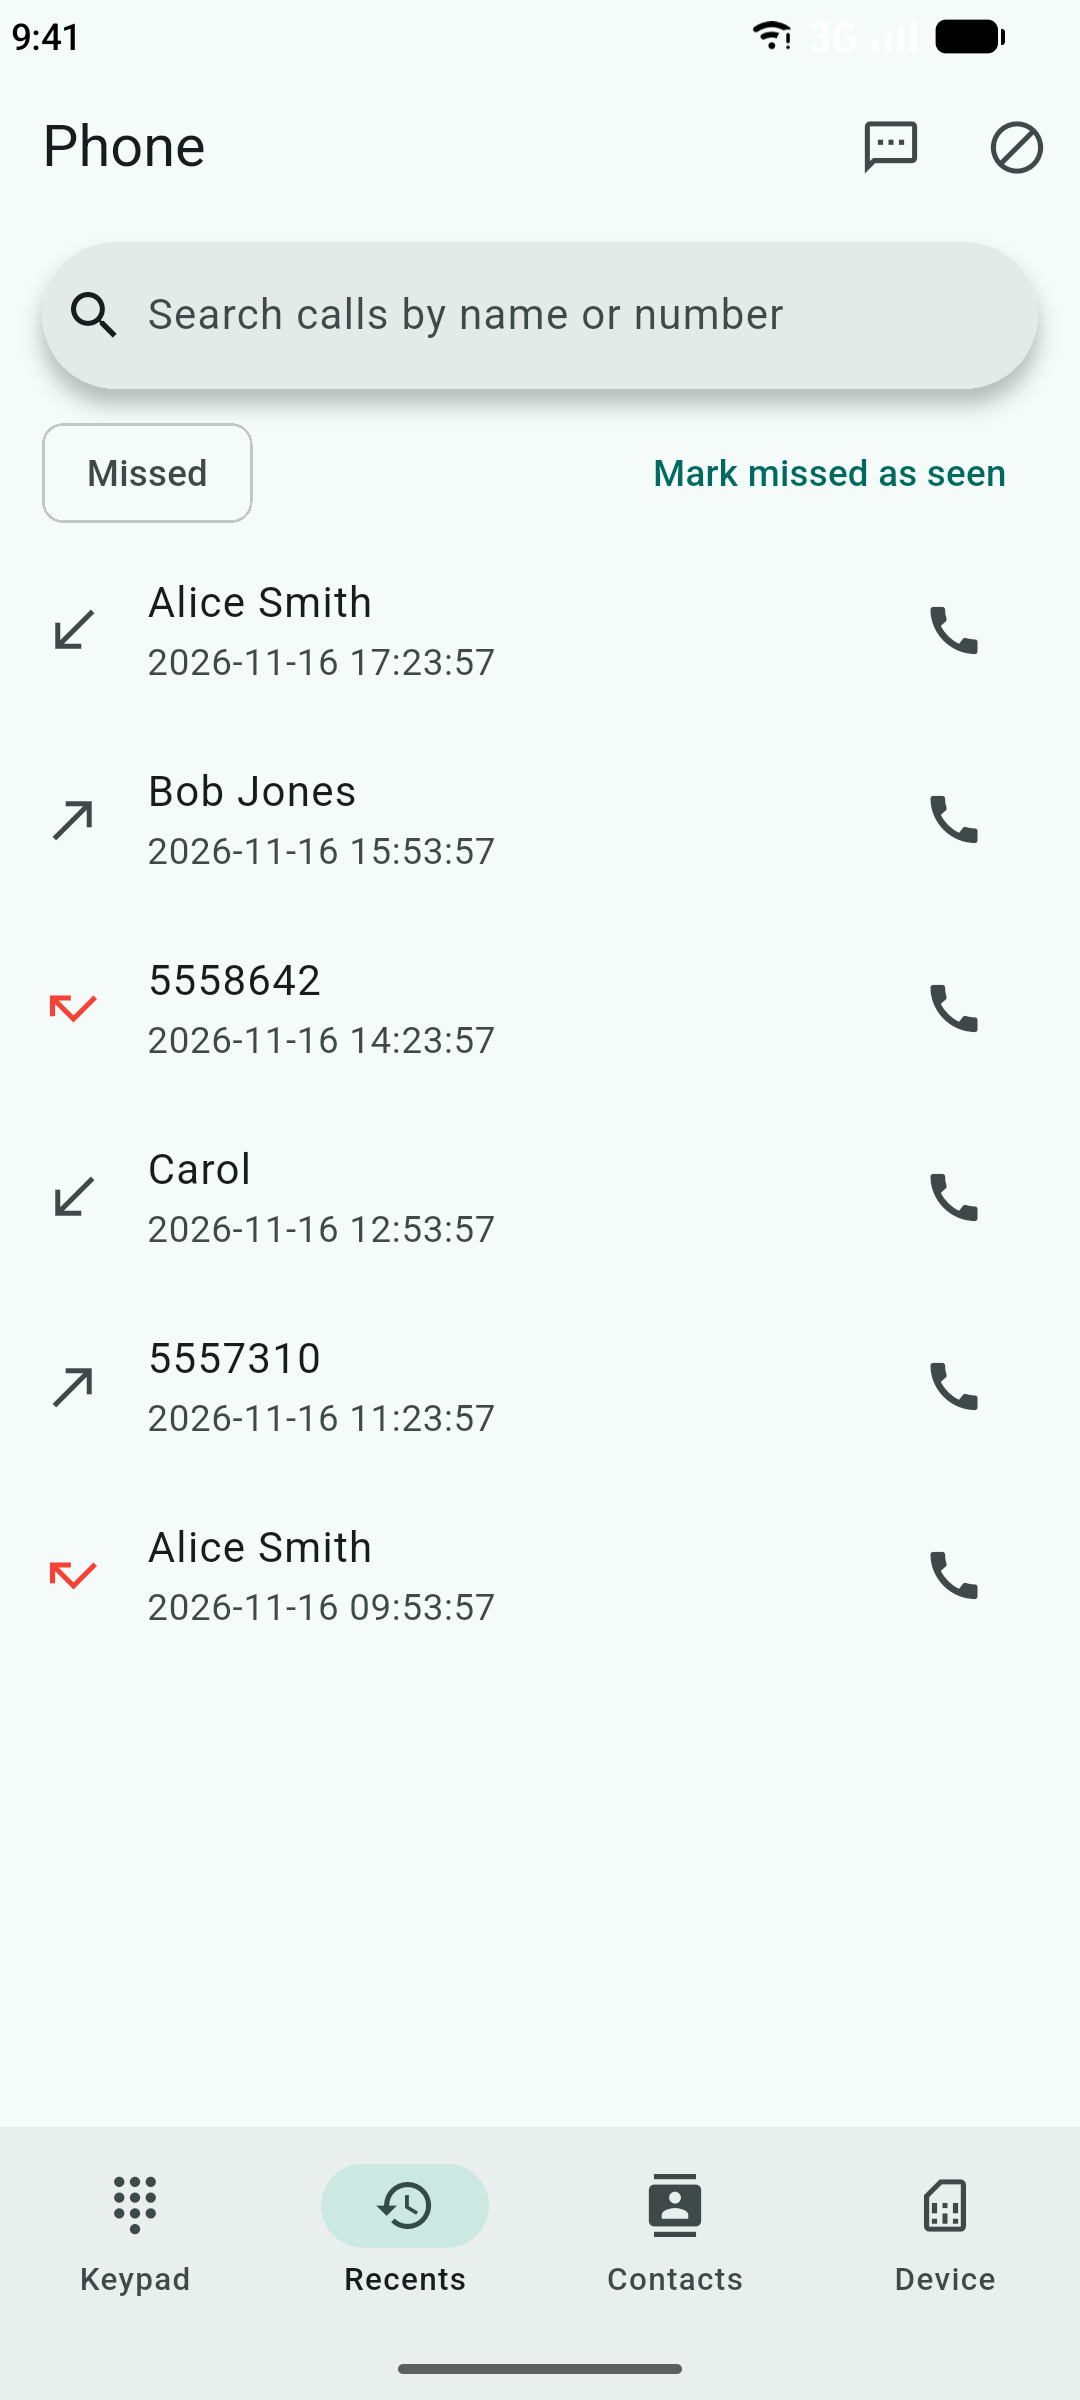 9:41
3G
Phone
Search calls by name or number
Missed
Mark missed as seen
Alice Smith
2026-11-16 17:23:57
Bob Jones
2026-11-16 15:53:57
5558642
2026-11-16 14:23:57
Carol
2026-11-16 12:53:57
5557310
2026-11-16 11:23:57
Alice Smith
2026-11-16 09:53:57
Keypad
Recents
Contacts
Device